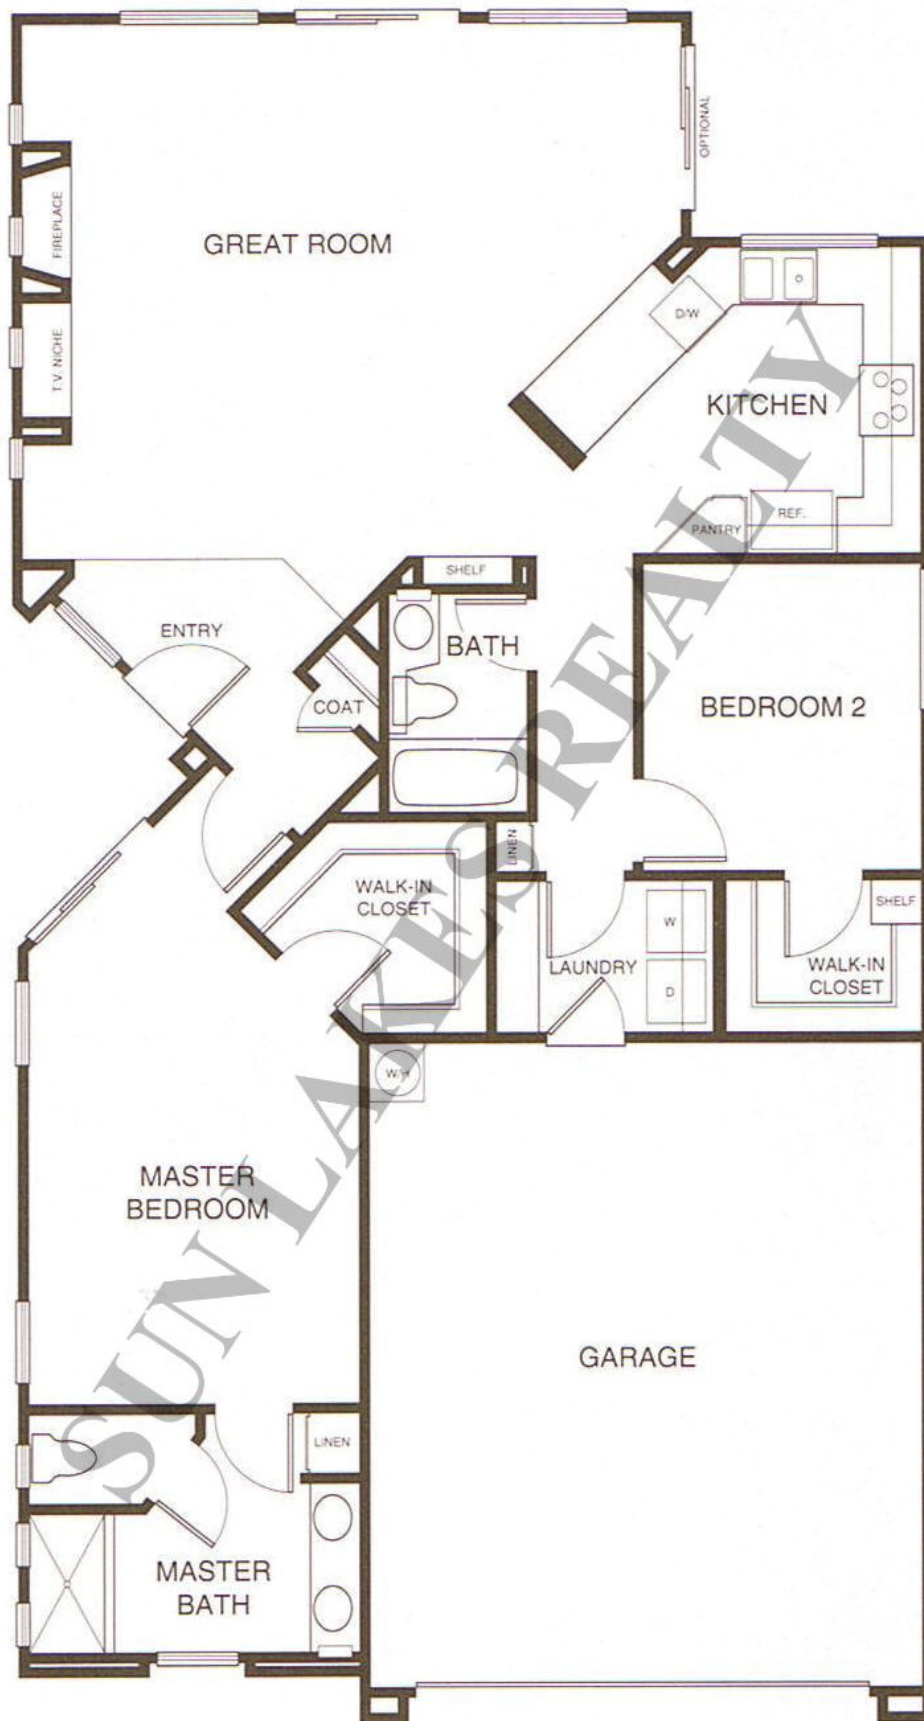 OPTIONAL
FIREPLACE
GREAT ROOM
D/W
T.V. NICHE
KITCHEN
PANTRY
REF.
SHELF
ENTRY
BATH
COAT
BEDROOM 2
LINEN
WALK-IN
CLOSET
W
SHELF
LAUNDRY
D
WALK-IN
CLOSET
W/H
MASTER
BEDROOM
GARAGE
LINEN
MASTER
BATH
SUN LAKES REALTY